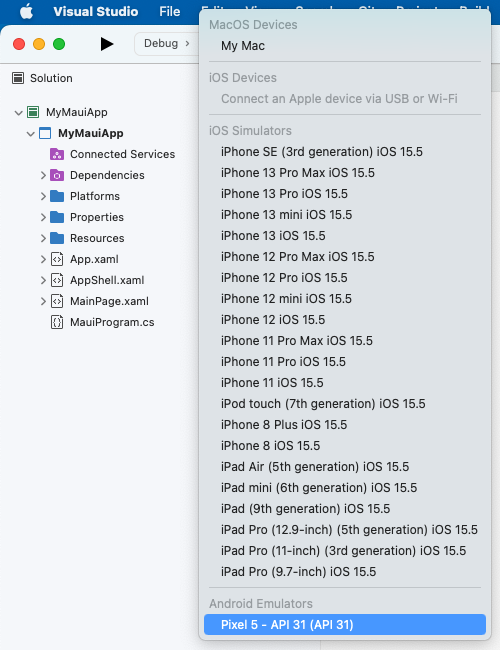 Visual Studio File
MacOS Devices
My Mac
Debug
iOS Devices
Connect an Apple device via USB or Wi-Fi
Solution
MyMauiApp
MyMauiApp
Connected Services
Dependencies
Platforms
Properties
Resources
App.xaml
AppShell.xaml
MainPage.xaml
MauiProgram.cs
iOS Simulators
iPhone SE (3rd generation) iOS 15.5
iPhone 13 Pro Max iOS 15.5
iPhone 13 Pro iOS 15.5
iPhone 13 mini iOS 15.5
iPhone 13 iOS 15.5
iPhone 12 Pro Max iOS 15.5
iPhone 12 Pro iOS 15.5
iPhone 12 mini iOS 15.5
iPhone 12 iOS 15.5
iPhone 11 Pro Max iOS 15.5
iPhone 11 Pro iOS 15.5
iPhone 11 iOS 15.5
iPod touch (7th generation) iOS 15.5
iPhone 8 Plus iOS 15.5
iPhone 8 iOS 15.5
iPad Air (5th generation) iOS 15.5
iPad mini (6th generation) iOS 15.5
iPad (9th generation) iOS 15.5
iPad Pro (12.9-inch) (5th generation) iOS 15.5
iPad Pro (11-inch) (3rd generation) iOS 15.5
iPad Pro (9.7-inch) iOS 15.5
Android Emulators
Pixel 5 - API 31 (API 31)